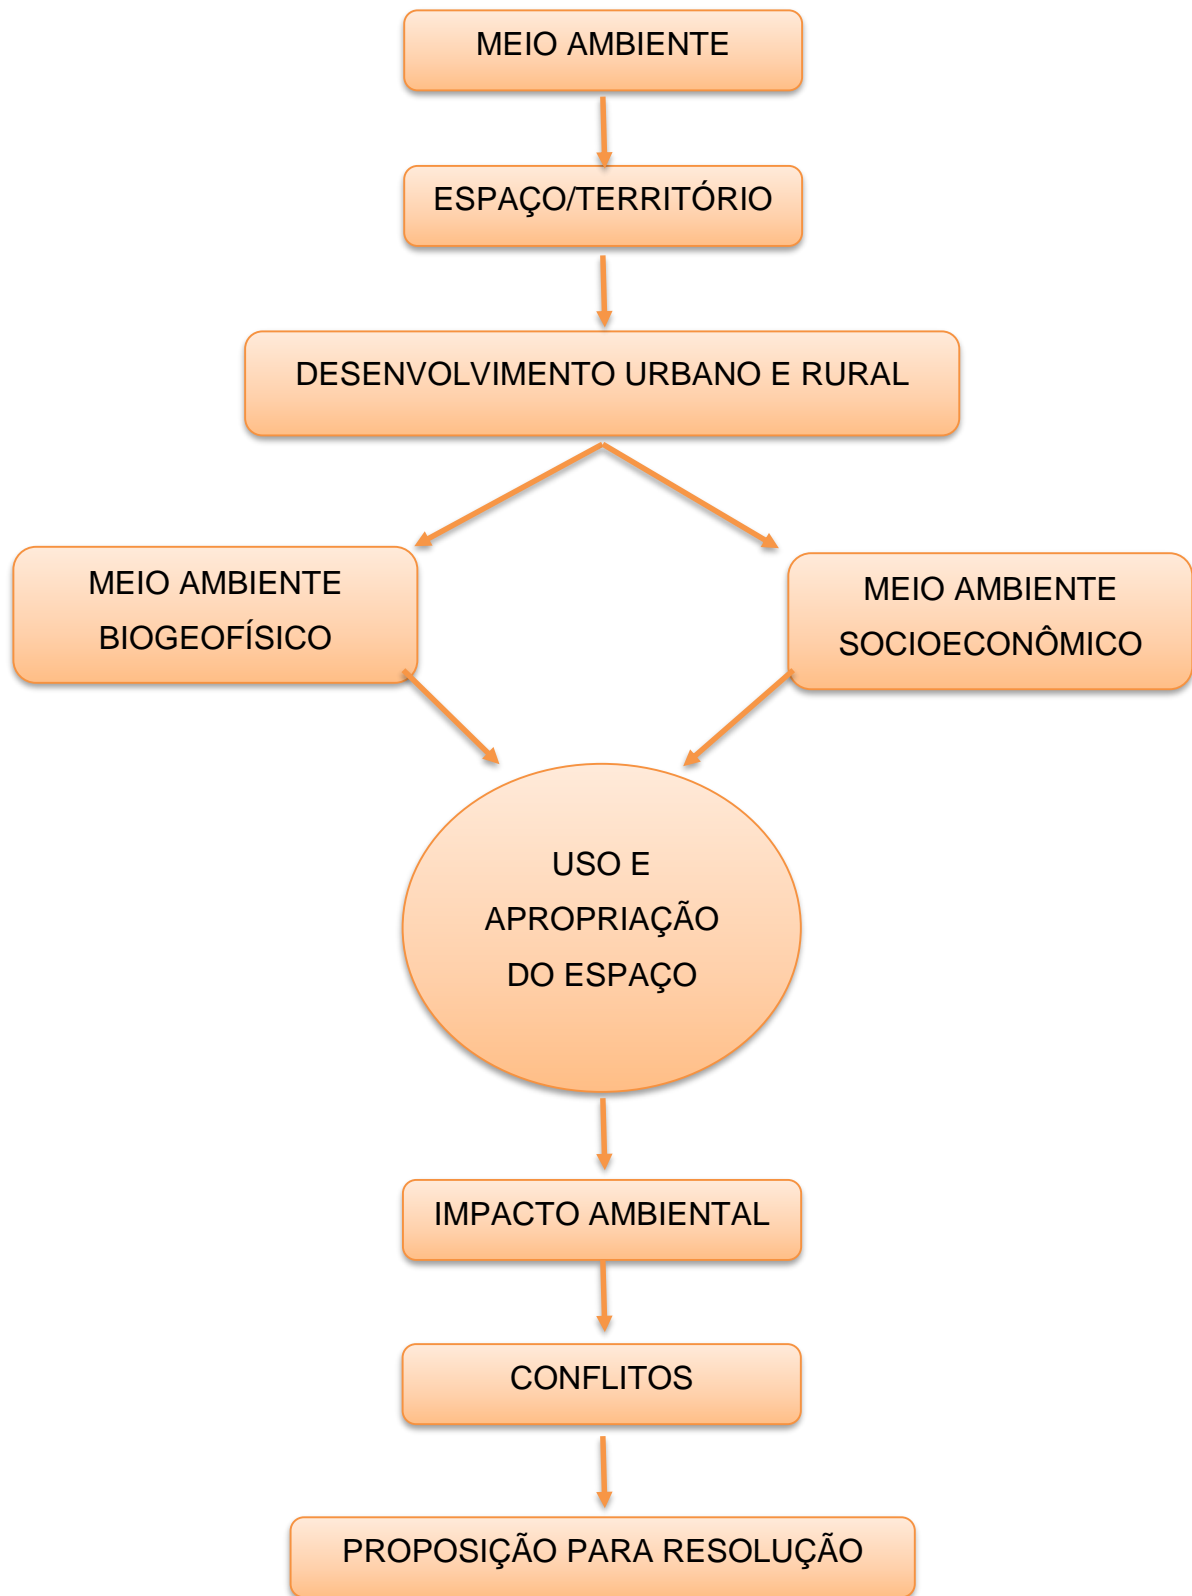 MEIO AMBIENTE
ESPAÇO/TERRITÓRIO
DESENVOLVIMENTO URBANO E RURAL
MEIO AMBIENTE
BIOGEOFÍSICO
MEIO AMBIENTE
SOCIOECONÔMICO
USO E
APROPRIAÇÃO
DO ESPAÇO
IMPACTO AMBIENTAL
CONFLITOS
PROPOSIÇÃO PARA RESOLUÇÃO